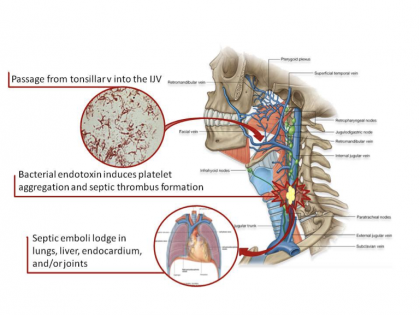 Pterygoid plexus
Superficial temporal vein
Retromandibular vein
Passage from tonsillar v into the IJV
Retropharyngeal nodes
Jugulodigastric node
Retromandibular vein
Facial vein
Internal jugular vein
Infrahyoid nodes
Bacterial endotoxin induces platelet
aggregation and septic thrombus formation
Paratracheal nodes
Jugular trunk
External jugular vein
Subclavian vein
Septic emboli lodge in
lungs, liver, endocardium,
and/or joints